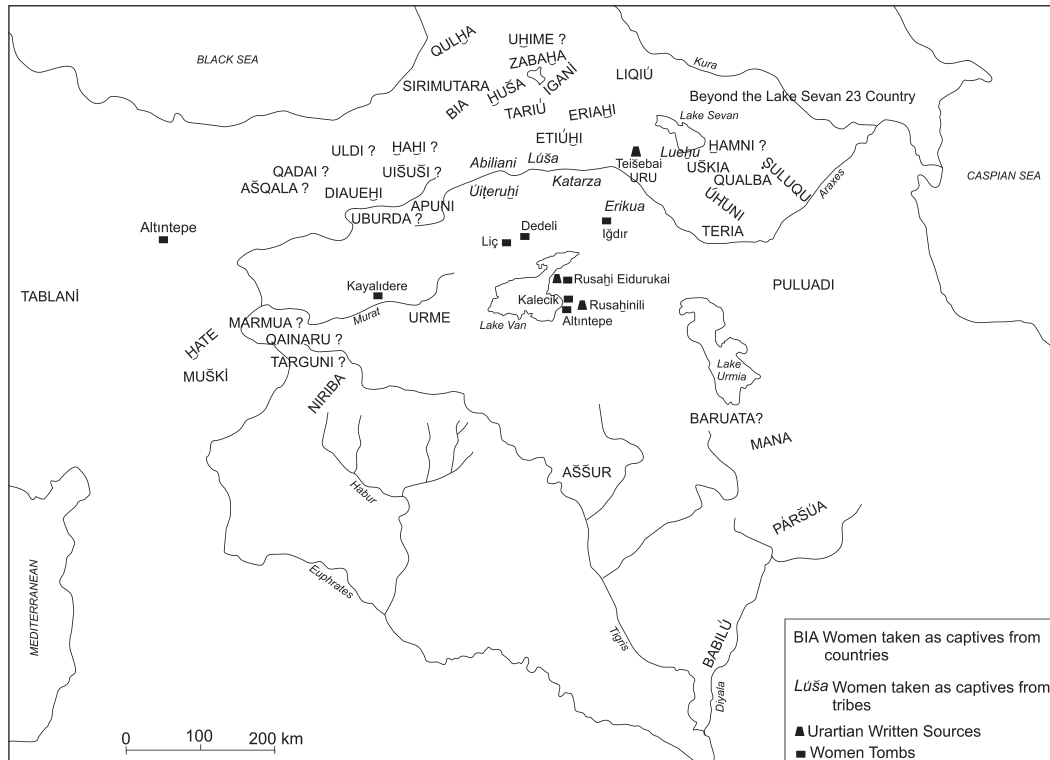 BLACK SEA
QULḪA
UḪIME ?
ZABAḪA
İGANİ
ḪUŠA
SIRIMUTARA
BIA
TARIÚ
ERIAḪI
LIQIÚ
Kura
Beyond the Lake Sevan 23 Country
Lake Sevan
ETIÚḪI
Lueḫu
ḪAMNI ?
UŠKIA
QUALBA
ṢULUQU
ÚḪUNI
Araxes
CASPIAN SEA
ULDI ?
ḪAḪI ?
QADAI ?
UIŠUŠI ?
AŠQALA ?
DIAUEḪI
Abiliani
Lúša
Katarza
Úiṭeruḫi
Teišebai
URU
APUNI
UBURDA ?
Erikua
Iğdır
TERIA
Altıntepe
Dedeli
Liç
TABLANİ
Kayalıdere
Murat
URME
Rusaḫi Eidurukai
Kalecik
Rusaḫinili
Lake Van
Altıntepe
PULUADI
MARMUA ?
QAINARU ?
ḪATE
MUŠKİ
TARGUNI ?
NIRIBA
Lake
Urmia
BARUATA?
MANA
AŠŠUR
Habur
PARŠÚA
MEDITERRANEAN
Euphrates
Tigris
BABILÚ
Diyala
BIA Women taken as captives from
countries
Lúša Women taken as captives from
tribes
Urartian Written Sources
Women Tombs
0 100 200 km